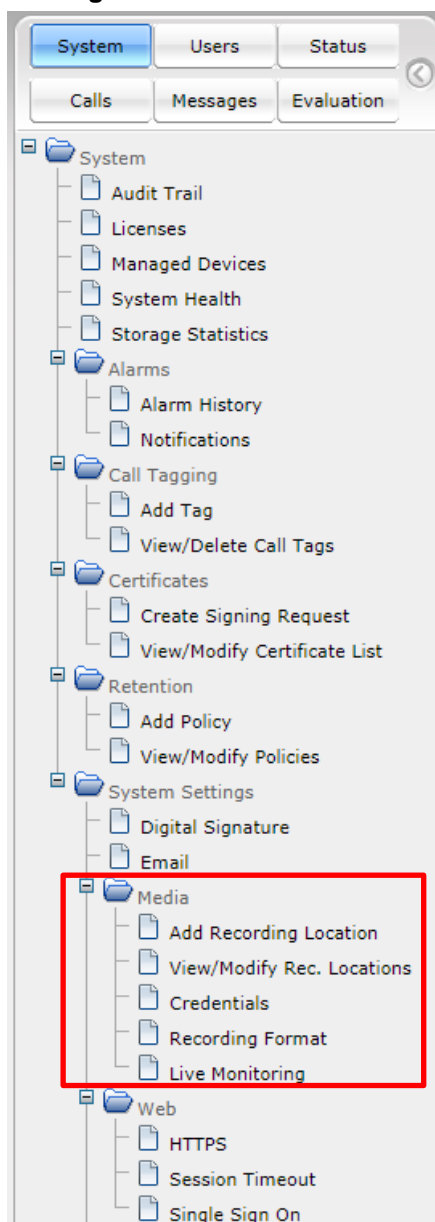 System Users Status
Calls Messages Evaluation
System
Audit Trail
Licenses
Managed Devices
System Health
Storage Statistics
Alarms
Alarm History
Notifications
Call Tagging
Add Tag
View/Delete Call Tags
Certificates
Create Signing Request
View/Modify Certificate List
Retention
Add Policy
View/Modify Policies
System Settings
Digital Signature
Email
Media
Add Recording Location
View/Modify Rec. Locations
Credentials
Recording Format
Live Monitoring
Web
HTTPS
Session Timeout
Single Sign On